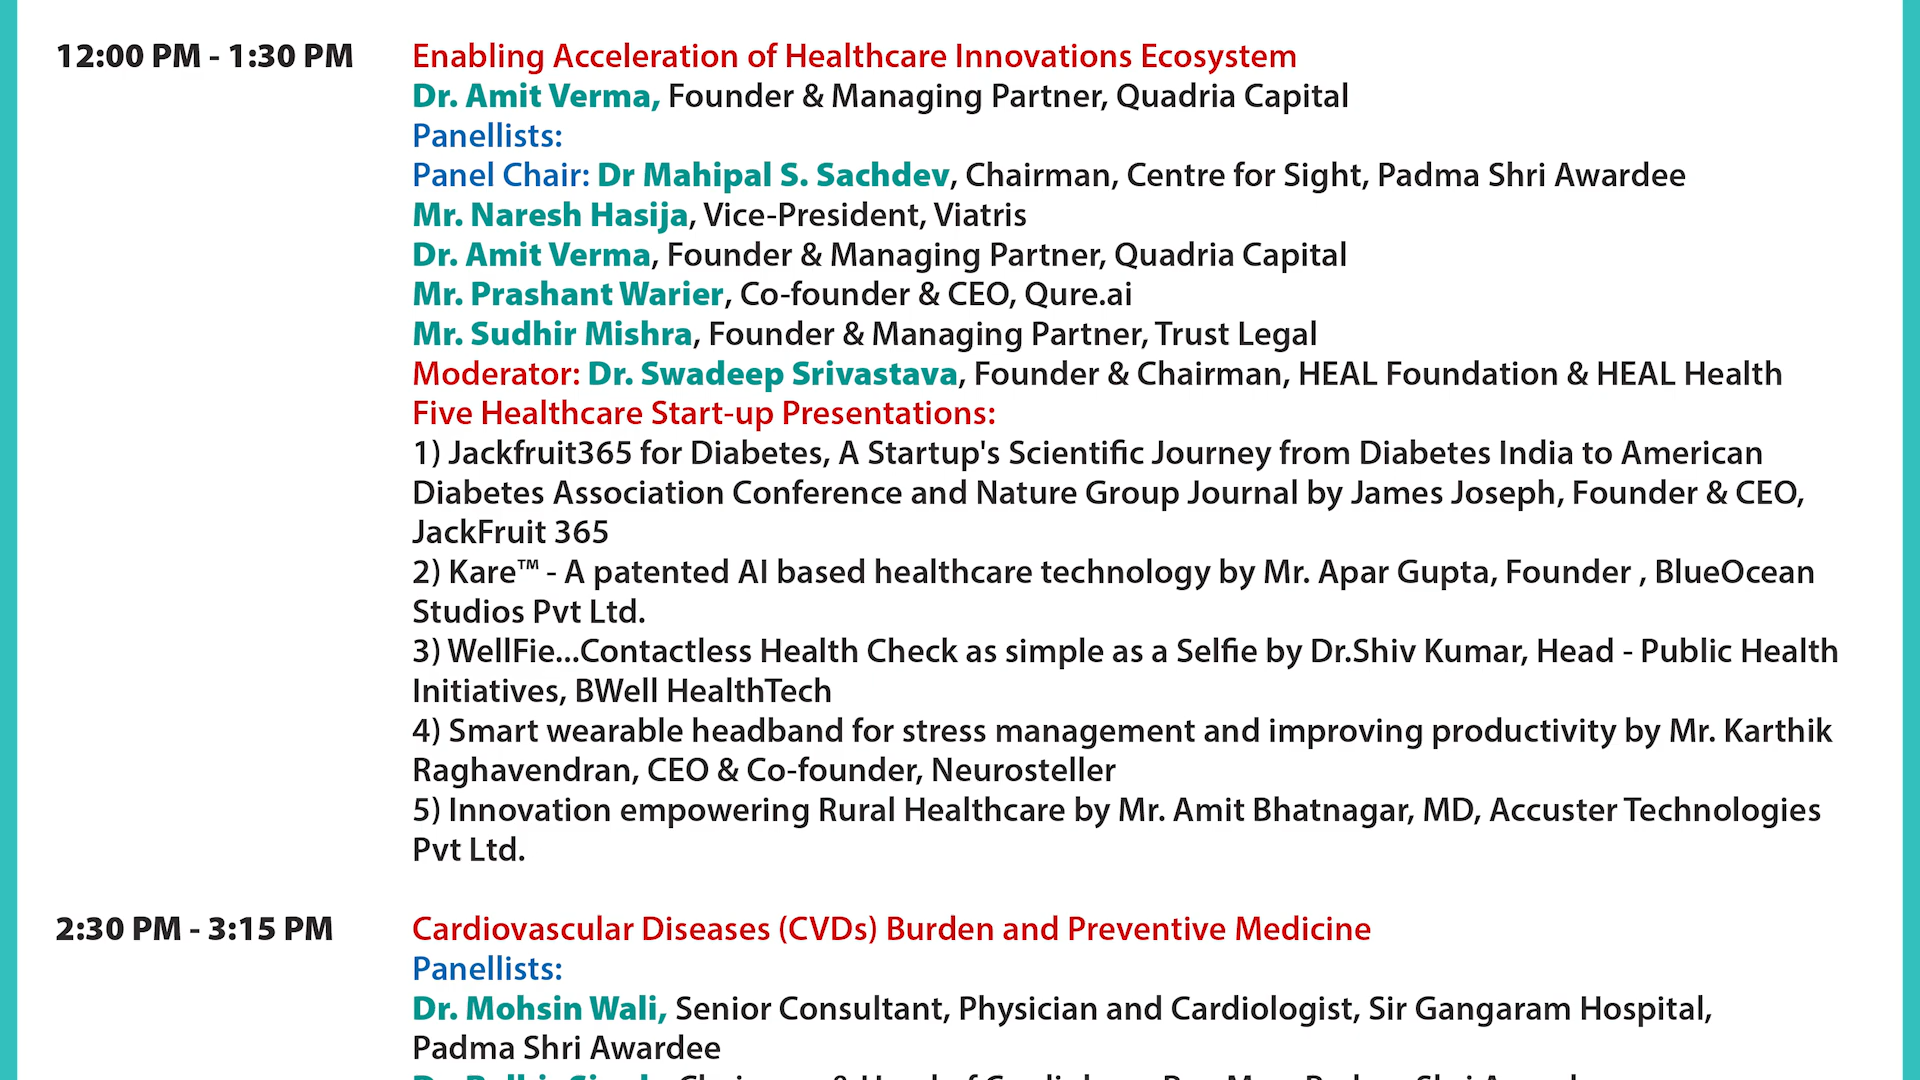 12:00 PM - 1:30 PM
Enabling Acceleration of Healthcare Innovations Ecosystem
Dr. Amit Verma, Founder & Managing Partner, Quadria Capital
Panellists:
Panel Chair: Dr Mahipal S. Sachdev, Chairman, Centre for Sight, Padma Shri Awardee
Mr. Naresh Hasija, Vice-President, Viatris
Dr. Amit Verma, Founder & Managing Partner, Quadria Capital
Mr. Prashant Warier, Co-founder & CEO, Qure.ai
Mr. Sudhir Mishra, Founder & Managing Partner, Trust Legal
Moderator: Dr. Swadeep Srivastava, Founder & Chairman, HEAL Foundation & HEAL Health
Five Healthcare Start-up Presentations:
1) Jackfruit365 for Diabetes, A Startup's Scientific Journey from Diabetes India to American
Diabetes Association Conference and Nature Group Journal by James Joseph, Founder & CEO,
JackFruit 365
2) Kare™ - A patented AI based healthcare technology by Mr. Apar Gupta, Founder , BlueOcean
Studios Pvt Ltd.
3) WellFie...Contactless Health Check as simple as a Selfie by Dr.Shiv Kumar, Head - Public Health
Initiatives, BWell HealthTech
4) Smart wearable headband for stress management and improving productivity by Mr. Karthik
Raghavendran, CEO & Co-founder, Neurosteller
5) Innovation empowering Rural Healthcare by Mr. Amit Bhatnagar, MD, Accuster Technologies
Pvt Ltd.
2:30 PM - 3:15 PM
Cardiovascular Diseases (CVDs) Burden and Preventive Medicine
Panellists:
Dr. Mohsin Wali, Senior Consultant, Physician and Cardiologist, Sir Gangaram Hospital,
Padma Shri Awardee